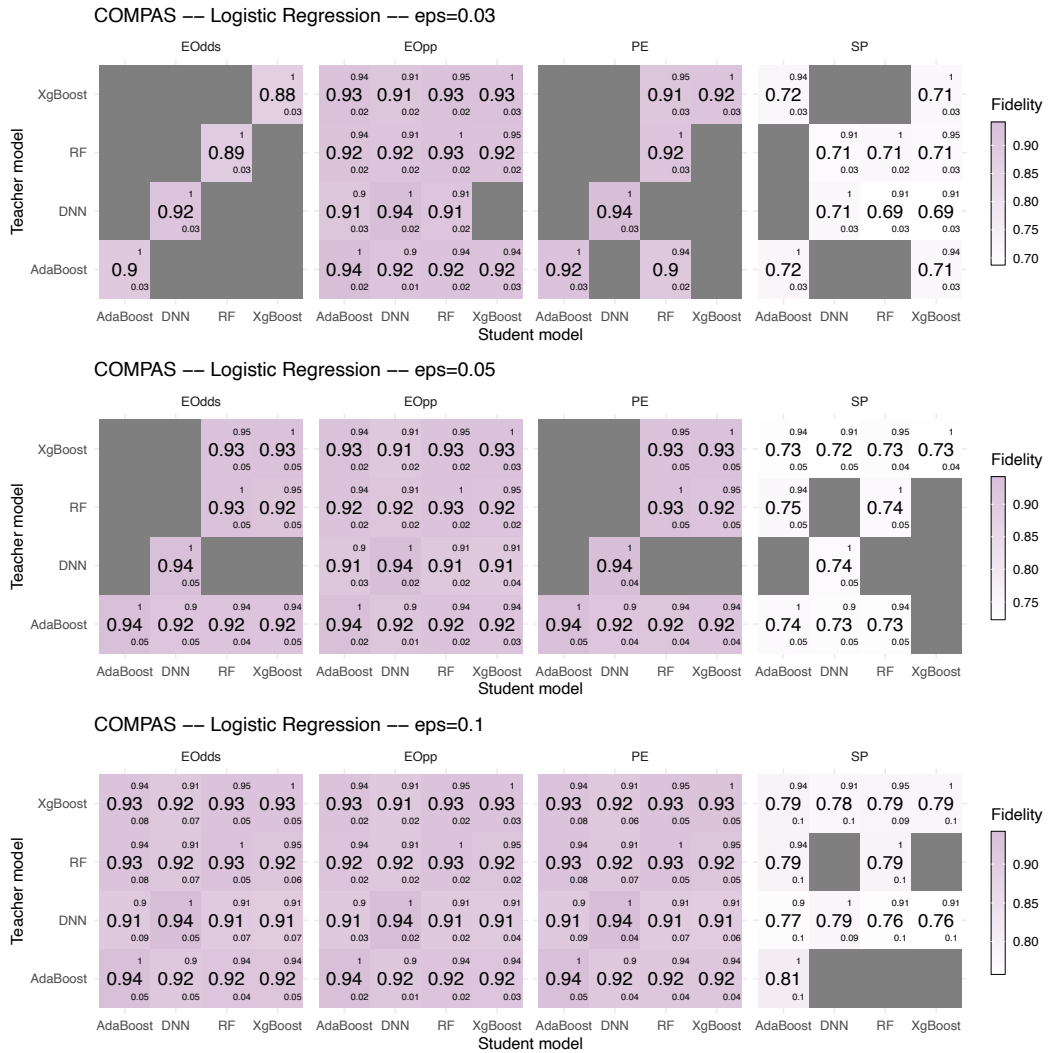 COMPAS −− Logistic Regression −− eps=0.03
EOdds EOpp PE SP
1 0.94 0.91 0.95 1 0.95 1 0.94 1
XgBoost 0.88 0.93 0.91 0.93 0.93 0.91 0.92 0.72 0.71
0.03 0.02 0.02 0.02 0.03 0.03 0.03 0.03 0.03
1 0.94 0.91 1 0.95 1 0.91 1 0.95
RF 0.89 0.92 0.92 0.93 0.92 0.92 0.71 0.71 0.71
0.03 0.02 0.02 0.02 0.02 0.03 0.03 0.02 0.03
1 0.9 1 0.91 1 1 0.91 0.91
DNN 0.92 0.91 0.94 0.91 0.94 0.71 0.69 0.69
0.03 0.03 0.02 0.02 0.03 0.03 0.03 0.03
1 1 0.9 0.94 0.94 1 0.94 1 0.94
AdaBoost 0.9 0.94 0.92 0.92 0.92 0.92 0.9 0.72 0.71
0.03 0.02 0.01 0.02 0.02 0.03 0.03 0.03 0.03
AdaBoost DNN RF XgBoost AdaBoost DNN RF XgBoost AdaBoost DNN RF XgBoost AdaBoost DNN RF XgBoost
Student model
Teacher model
Fidelity
0.90
0.85
0.80
0.75
0.70
COMPAS −− Logistic Regression −− eps=0.05
EOdds EOpp PE SP
0.95 1 0.94 0.91 0.95 1 0.95 1 0.94 0.91 0.95 1
XgBoost 0.93 0.93 0.93 0.91 0.93 0.93 0.93 0.93 0.73 0.72 0.73 0.73
0.05 0.05 0.02 0.02 0.02 0.03 0.05 0.05 0.05 0.05 0.04 0.04
1 0.95 0.94 0.91 1 0.95 1 0.95 0.94 1
RF 0.93 0.92 0.92 0.92 0.93 0.92 0.93 0.92 0.75 0.74
0.05 0.05 0.02 0.02 0.02 0.02 0.05 0.05 0.05 0.05
1 0.9 1 0.91 0.91 1 1
DNN 0.94 0.91 0.94 0.91 0.91 0.94 0.74
0.05 0.03 0.02 0.02 0.04 0.04 0.05
1 0.9 0.94 0.94 1 0.9 0.94 0.94 1 0.9 0.94 0.94 1 0.9 0.94
AdaBoost 0.94 0.92 0.92 0.92 0.94 0.92 0.92 0.92 0.94 0.92 0.92 0.92 0.74 0.73 0.73
0.05 0.05 0.04 0.05 0.02 0.01 0.02 0.03 0.05 0.04 0.04 0.04 0.05 0.05 0.05
AdaBoost DNN RF XgBoost AdaBoost DNN RF XgBoost AdaBoost DNN RF XgBoost AdaBoost DNN RF XgBoost
Student model
Teacher model
Fidelity
0.90
0.85
0.80
0.75
COMPAS −− Logistic Regression −− eps=0.1
EOdds EOpp PE SP
0.94 0.91 0.95 1 0.94 0.91 0.95 1 0.94 0.91 0.95 1 0.94 0.91 0.95 1
XgBoost 0.93 0.92 0.93 0.93 0.93 0.91 0.93 0.93 0.93 0.92 0.93 0.93 0.79 0.78 0.79 0.79
0.08 0.07 0.05 0.05 0.02 0.02 0.02 0.03 0.08 0.06 0.05 0.05 0.1 0.1 0.09 0.1
0.94 0.91 1 0.95 0.94 0.91 1 0.95 0.94 0.91 1 0.95 0.94 1
RF 0.93 0.92 0.93 0.92 0.92 0.92 0.93 0.92 0.93 0.92 0.93 0.92 0.79 0.79
0.08 0.07 0.05 0.06 0.02 0.02 0.02 0.02 0.08 0.07 0.05 0.05 0.1 0.1
0.9 1 0.91 0.91 0.9 1 0.91 0.91 0.9 1 0.91 0.91 0.9 1 0.91 0.91
DNN 0.91 0.94 0.91 0.91 0.91 0.94 0.91 0.91 0.91 0.94 0.91 0.91 0.77 0.79 0.76 0.76
0.09 0.05 0.07 0.07 0.03 0.02 0.02 0.04 0.09 0.04 0.07 0.06 0.1 0.09 0.1 0.1
1 0.9 0.94 0.94 1 0.9 0.94 0.94 1 0.9 0.94 0.94 1
AdaBoost 0.94 0.92 0.92 0.92 0.94 0.92 0.92 0.92 0.94 0.92 0.92 0.92 0.81
0.05 0.05 0.04 0.05 0.02 0.01 0.02 0.03 0.05 0.04 0.04 0.04 0.1
AdaBoost DNN RF XgBoost AdaBoost DNN RF XgBoost AdaBoost DNN RF XgBoost AdaBoost DNN RF XgBoost
Student model
Teacher model
Fidelity
0.90
0.85
0.80